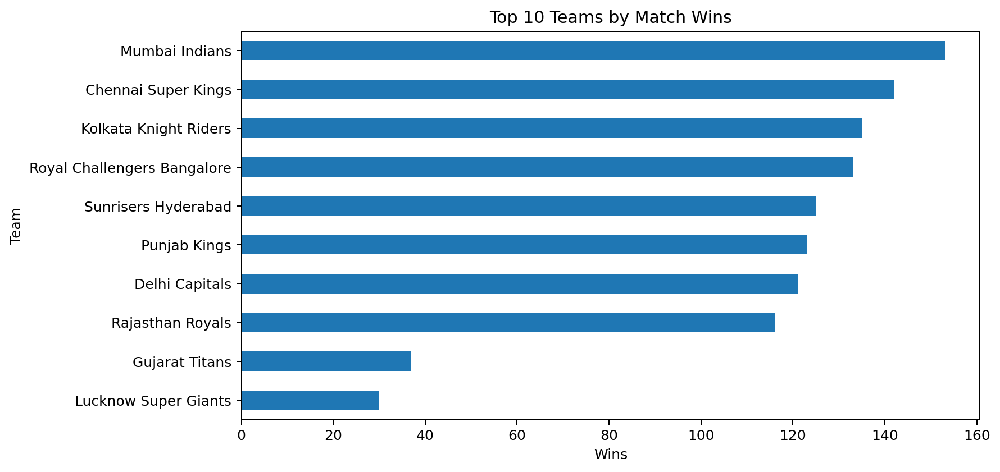 Top 10 Teams by Match Wins
Mumbai Indians
Chennai Super Kings
Kolkata Knight Riders
Royal Challengers Bangalore
Sunrisers Hyderabad
Punjab Kings
Delhi Capitals
Rajasthan Royals
Gujarat Titans
Lucknow Super Giants
Team
0 20 40 60 80 100 120 140 160
Wins